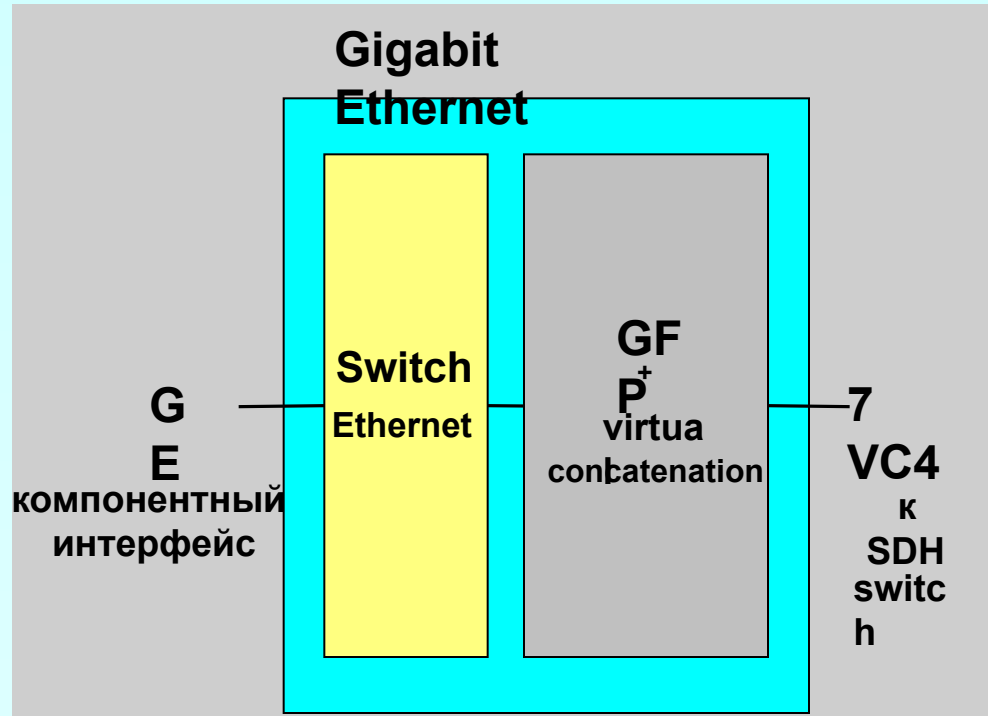 Gigabit
Ethernet
G
E
компонентный
интерфейс
Switch
Ethernet
GF
P
+
virtua
l
concatenation
7
VC4
к
SDH
switc
h